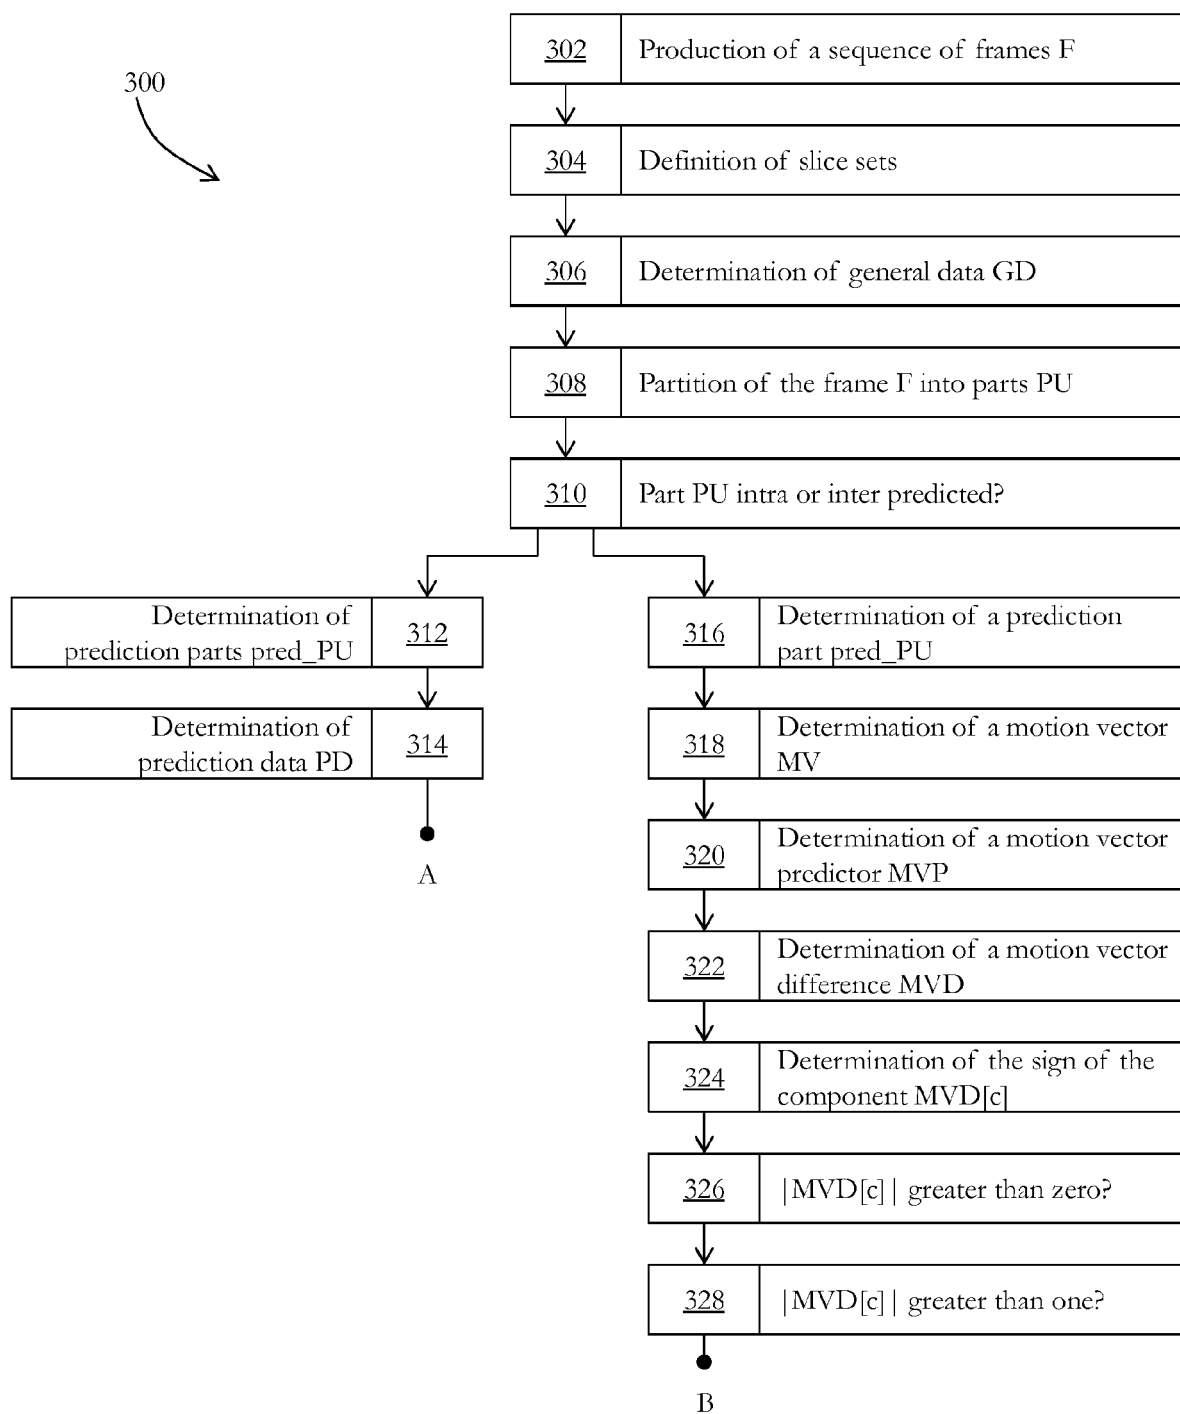 302 Production of a sequence of frames F
300
304 Definition of slice sets
306 Determination of general data GD
308 Partition of the frame F into parts PU
310 Part PU intra or inter predicted?
Determination of
prediction parts pred_PU
312
Determination of
prediction data PD
314
A
316
Determination of a prediction
part pred_PU
318
Determination of a motion vector
MV
320
Determination of a motion vector
predictor MVP
322
Determination of a motion vector
difference MVD
324
Determination of the sign of the
component MVD[c]
326 |MVD[c]| greater than zero?
328 |MVD[c]| greater than one?
B